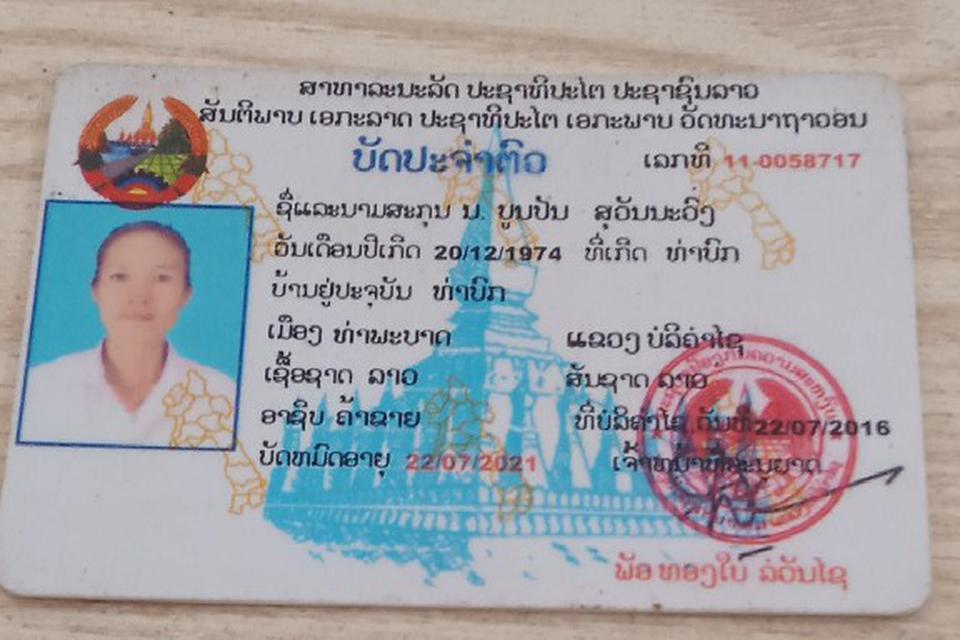 ສາທາລະນະລັດ ປະຊາທິປະໄຕ ປະຊາຊົນລາວ
ສັນຕິພາບ ເອກະລາດ ປະຊາທິປະໄຕ ເອກະພາບ ວັດທະນາຖາວອນ
ບັດປະຈຳຕົວ ເລກທີ 11-0058717
ຊື່ແລະນາມສະກຸນ ນ. ບູນປັນ ສຸວັນນະວົງ
ວັນເດືອນປີເກີດ 20/12/1974 ທີ່ເກີດ ທ່າບົກ
ບ້ານຢູ່ປະຈຸບັນ ທ່າບົກ
ເມືອງ ທ່າພະບາດ ແຂວງ ບໍລິຄຳໄຊ
ເຊື້ອຊາດ ລາວ ສັນຊາດ ລາວ
ອາຊີບ ຄ້າຂາຍ ທີ່ບໍລິຄຳໄຊ, ວັນທີ 22/07/2016
ບັດຫມົດອາຍຸ 22/07/2021 ເຈົ້າຫນ້າທີ່ອະນຸຍາດ
ພັອ ທອງໃບ ລໍວັນໄຊ